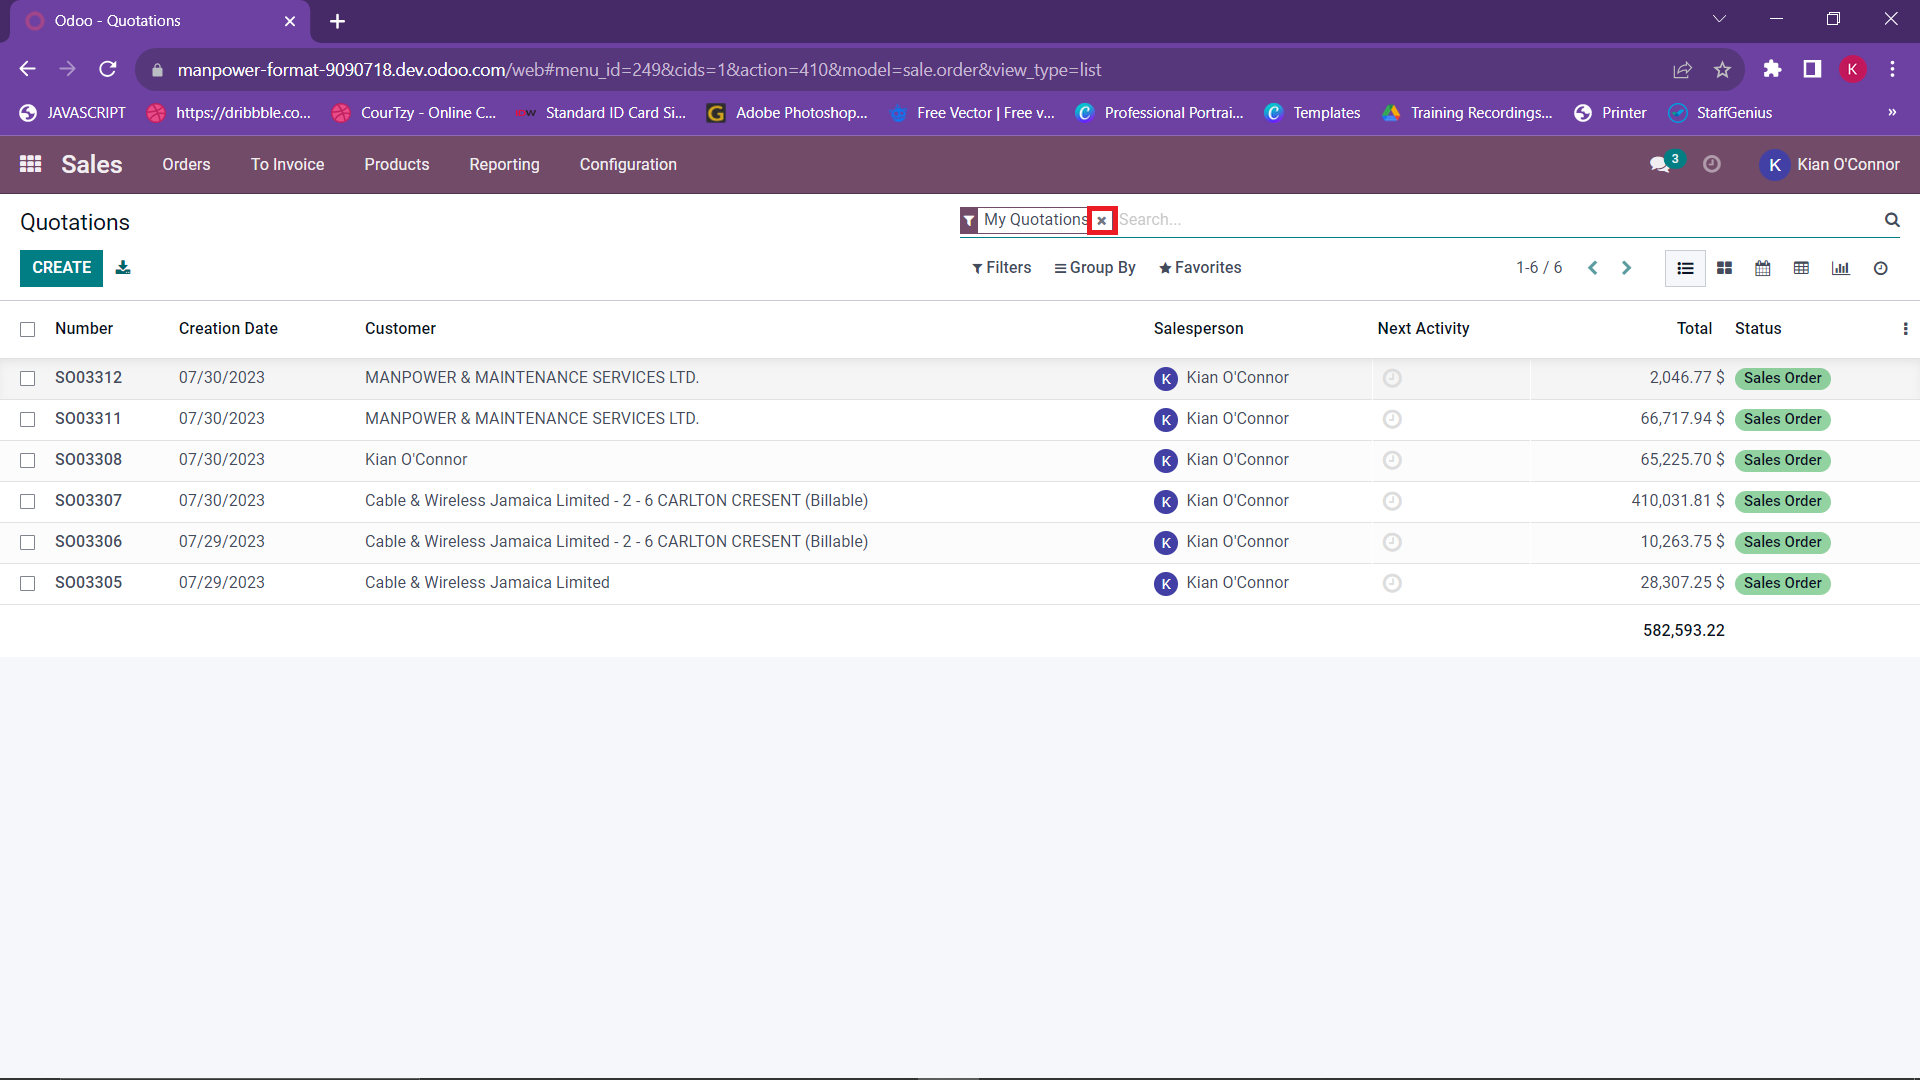 Odoo - Quotations
manpower-format-9090718.dev.odoo.com/web#menu_id=249&cids=1&action=410&model=sale.order&view_type=list
K
JAVASCRIPT https://dribbble.co... CourTzy - Online C... Standard ID Card Si... G Adobe Photoshop... Free Vector | Free v... C Professional Portrai... C Templates Training Recordings... Printer StaffGenius »
Sales Orders To Invoice Products Reporting Configuration 3 K Kian O'Connor
Quotations My Quotations Search...
CREATE Filters Group By Favorites 1-6 / 6
Number Creation Date Customer Salesperson Next Activity Total Status
SO03312 07/30/2023 MANPOWER & MAINTENANCE SERVICES LTD. K Kian O'Connor 2,046.77 $ Sales Order
SO03311 07/30/2023 MANPOWER & MAINTENANCE SERVICES LTD. K Kian O'Connor 66,717.94 $ Sales Order
SO03308 07/30/2023 Kian O'Connor K Kian O'Connor 65,225.70 $ Sales Order
SO03307 07/30/2023 Cable & Wireless Jamaica Limited - 2 - 6 CARLTON CRESENT (Billable) K Kian O'Connor 410,031.81 $ Sales Order
SO03306 07/29/2023 Cable & Wireless Jamaica Limited - 2 - 6 CARLTON CRESENT (Billable) K Kian O'Connor 10,263.75 $ Sales Order
SO03305 07/29/2023 Cable & Wireless Jamaica Limited K Kian O'Connor 28,307.25 $ Sales Order
582,593.22